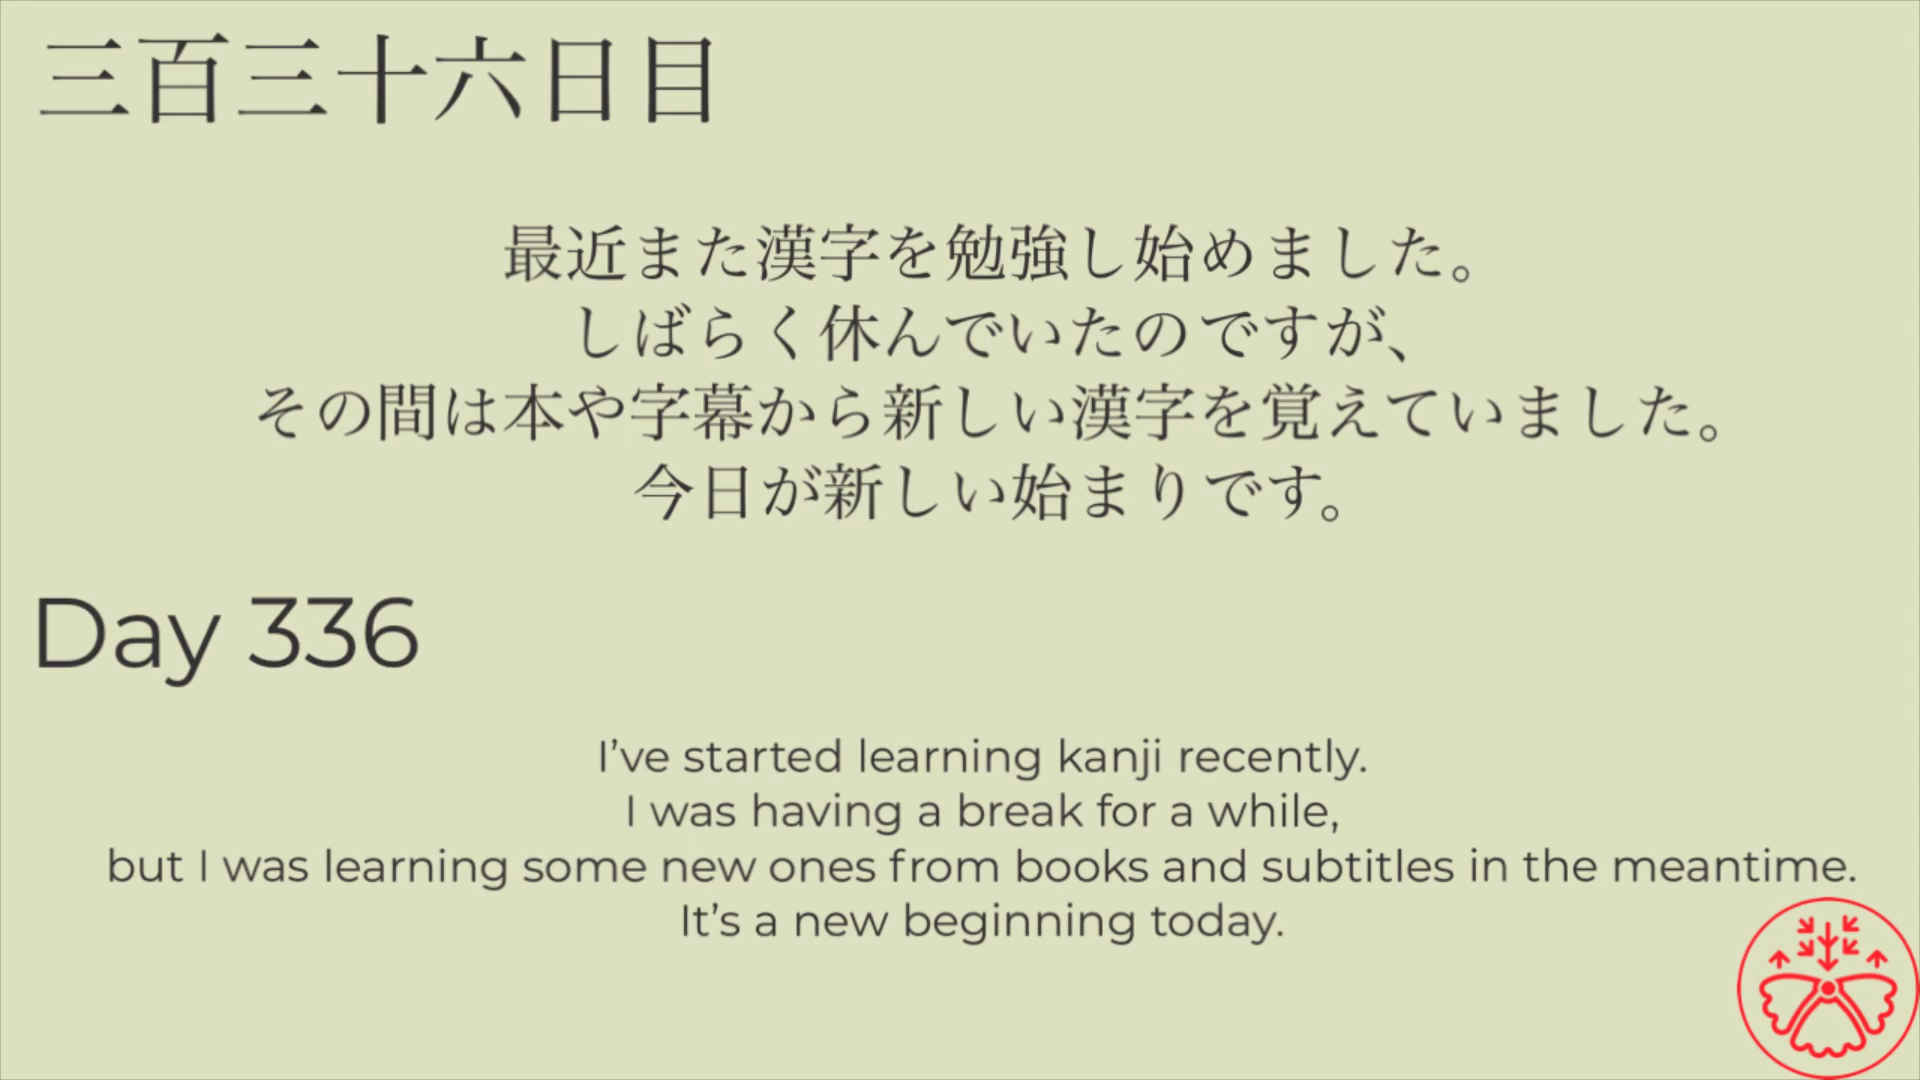 三百三十六日目
最近また漢字を勉強し始めました。
しばらく休んでいたのですが、
その間は本や字幕から新しい漢字を覚えていました。
今日が新しい始まりです。
Day 336
I’ve started learning kanji recently.
I was having a break for a while,
but I was learning some new ones from books and subtitles in the meantime.
It’s a new beginning today.